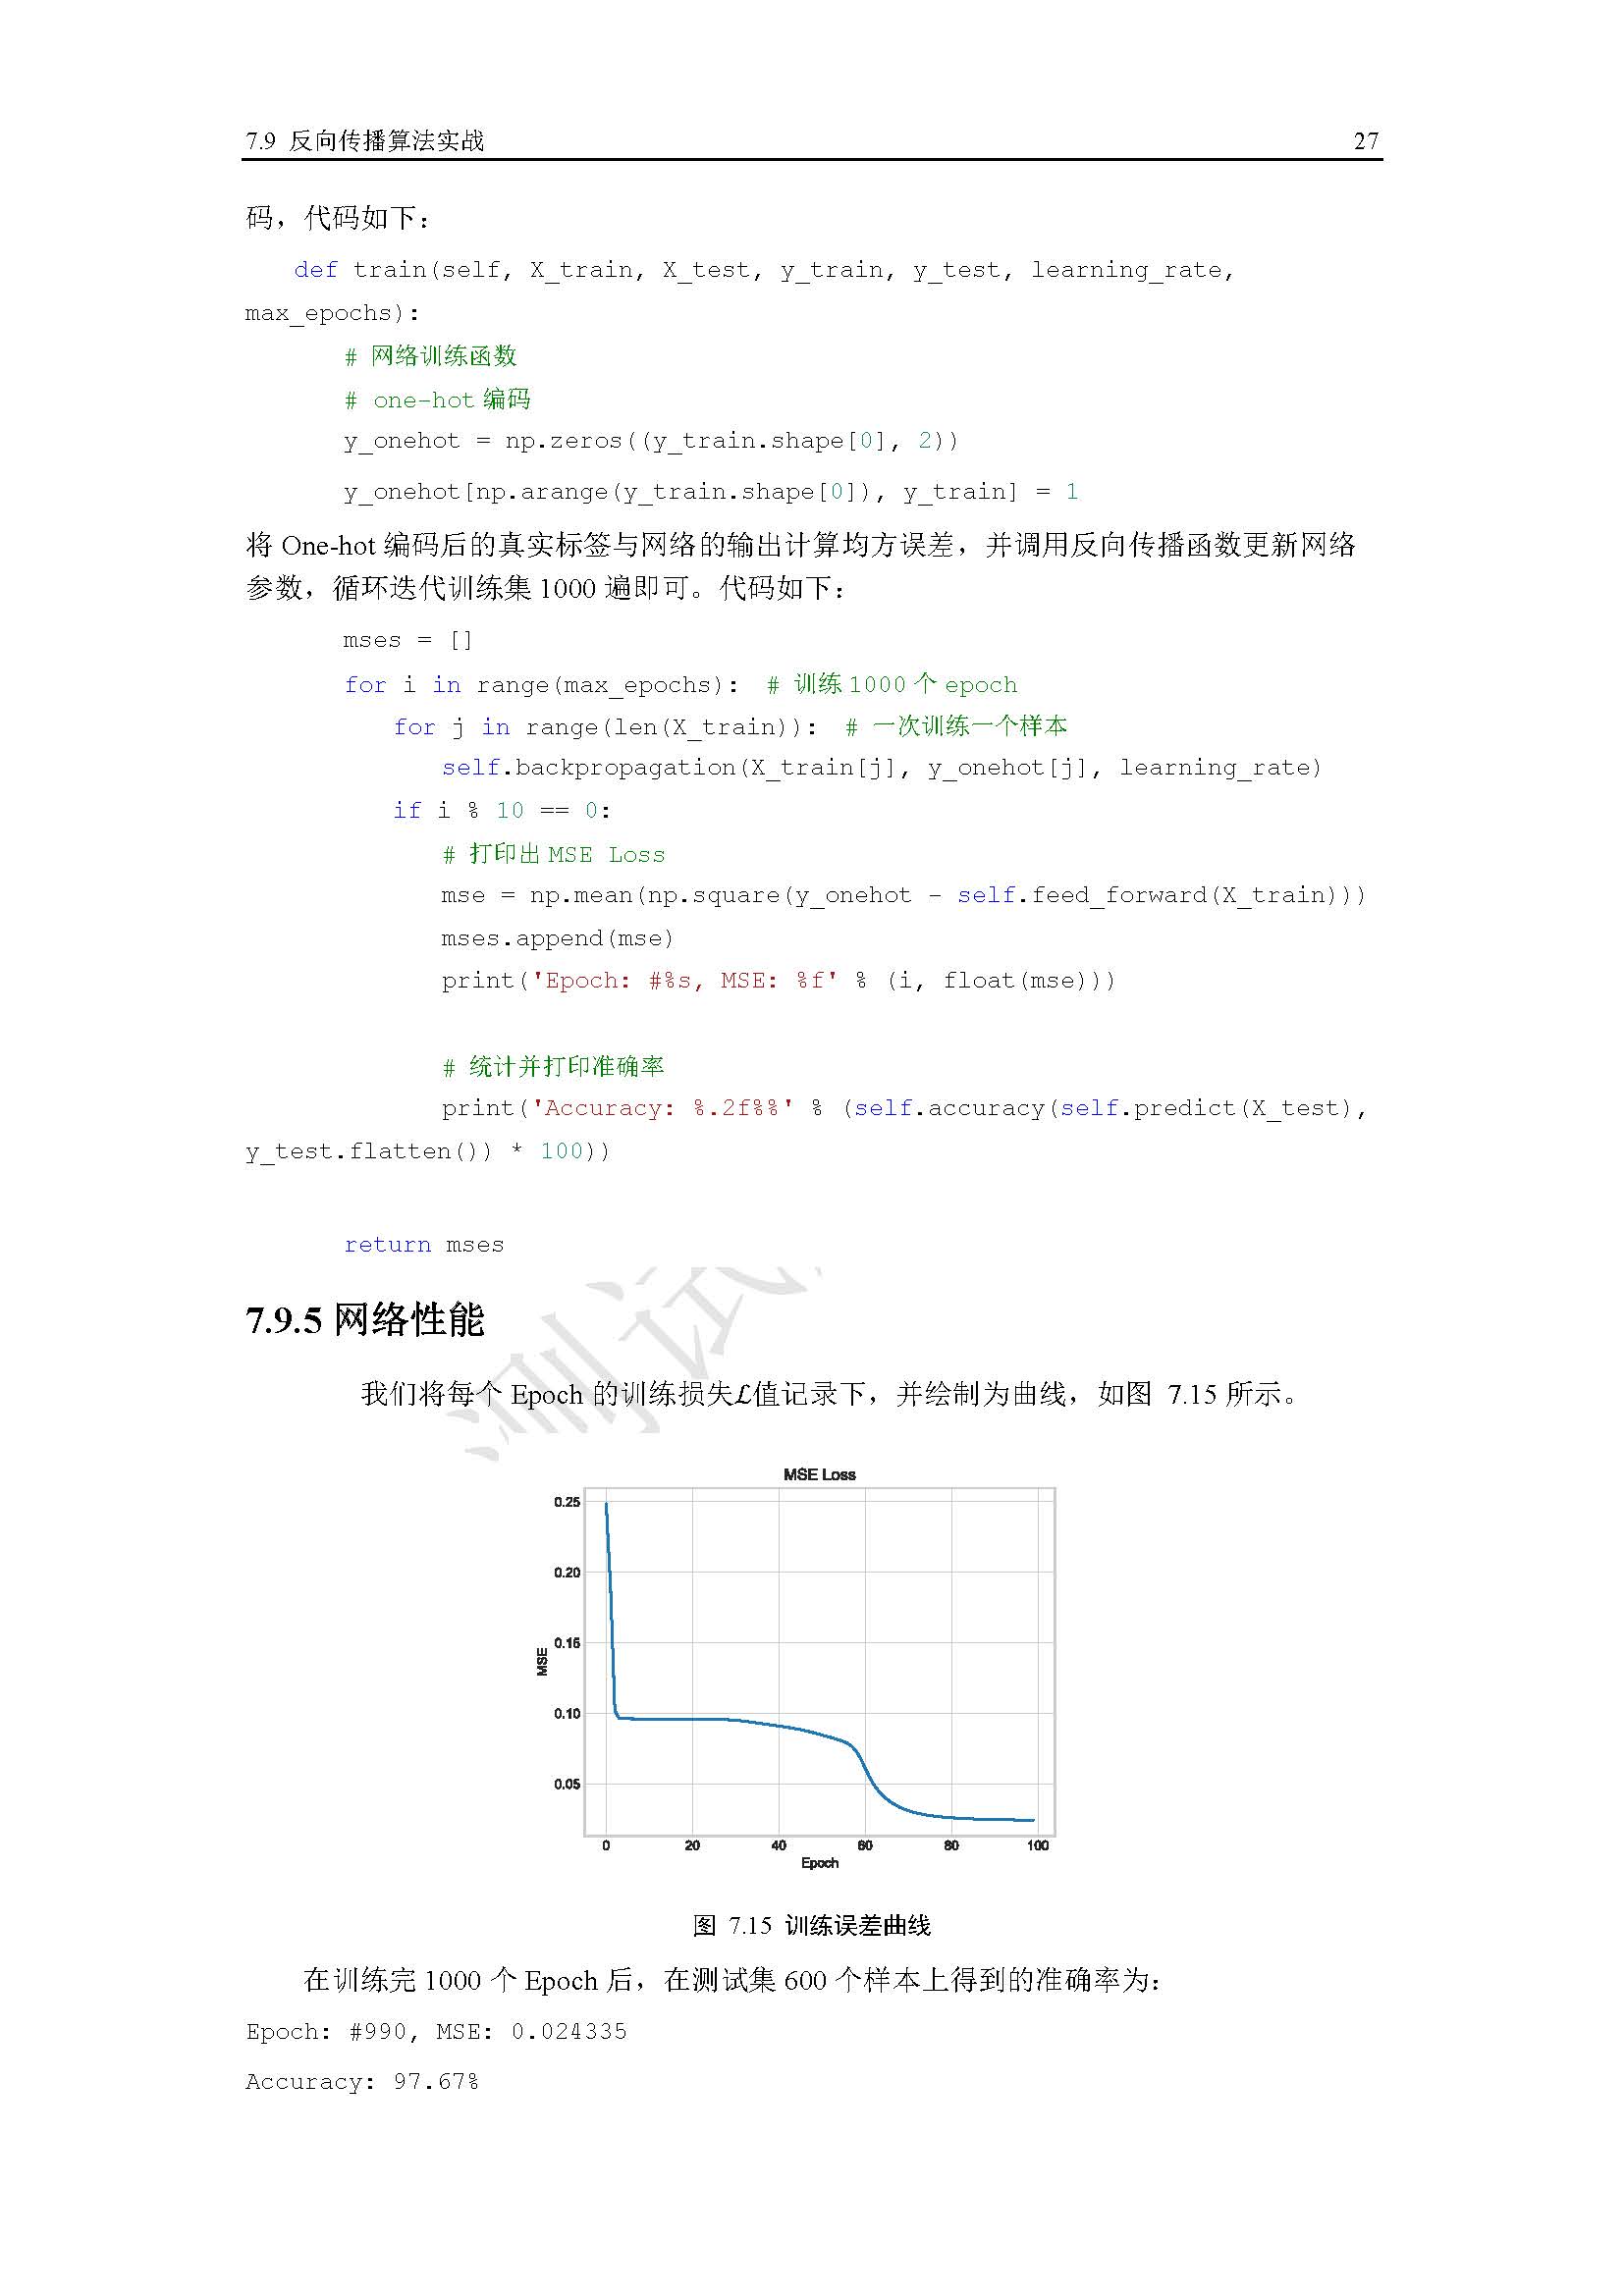 7.9 反向传播算法实战 27
码，代码如下：
def train(self, X_train, X_test, y_train, y_test, learning_rate,
max_epochs):
# 网络训练函数
# one-hot 编码
y_onehot = np.zeros((y_train.shape[0], 2))
y_onehot[np.arange(y_train.shape[0]), y_train] = 1
将 One-hot 编码后的真实标签与网络的输出计算均方误差，并调用反向传播函数更新网络
参数，循环迭代训练集 1000 遍即可。代码如下：
mses = []
for i in range(max_epochs): # 训练 1000 个 epoch
for j in range(len(X_train)): # 一次训练一个样本
self.backpropagation(X_train[j], y_onehot[j], learning_rate)
if i % 10 == 0:
# 打印出 MSE Loss
mse = np.mean(np.square(y_onehot - self.feed_forward(X_train)))
mses.append(mse)
print('Epoch: #%s, MSE: %f' % (i, float(mse)))
# 统计并打印准确率
print('Accuracy: %.2f%%' % (self.accuracy(self.predict(X_test),
y_test.flatten()) * 100))
return mses
7.9.5 网络性能
我们将每个 Epoch 的训练损失ℒ值记录下，并绘制为曲线，如图 7.15 所示。
测试
MSE Loss
0.25
0.20
0.15
0.10
0.05
MSE
0 20 40 60 80 100
Epoch
图 7.15 训练误差曲线
在训练完 1000 个 Epoch 后，在测试集 600 个样本上得到的准确率为：
Epoch: #990, MSE: 0.024335
Accuracy: 97.67%